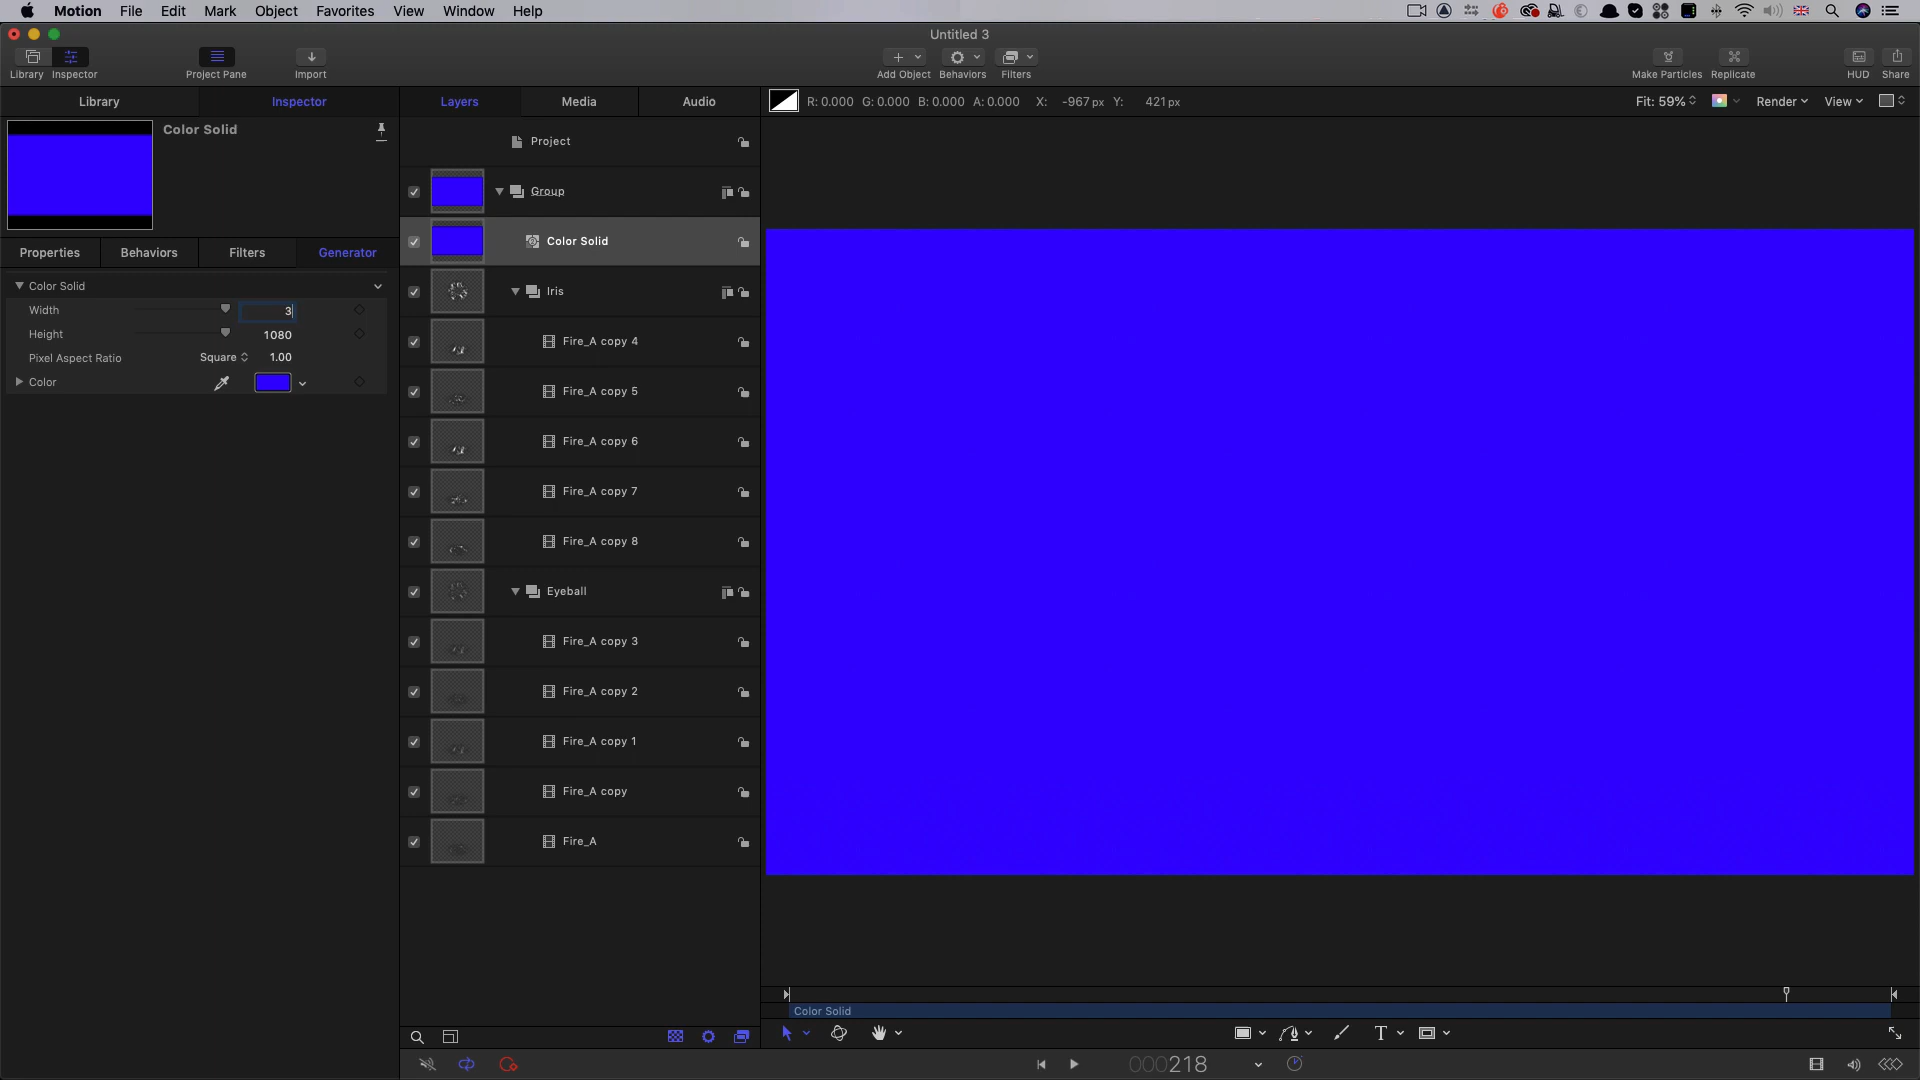 Motion File Edit Mark Object Favorites View Window Help
Untitled 3
Library Inspector Project Pane Import Add Object Behaviors Filters Make Particles Replicate HUD Share
Library Inspector Layers Media Audio R: 0.000 G: 0.000 B: 0.000 A: 0.000 X: -967 px Y: 421 px Fit: 59% Render View
Color Solid
Project
Group
Color Solid
Properties Behaviors Filters Generator
Color Solid
Iris
Width 3
Height 1080
Fire_A copy 4
Pixel Aspect Ratio Square 1.00
Color
Fire_A copy 5
Fire_A copy 6
Fire_A copy 7
Fire_A copy 8
Eyeball
Fire_A copy 3
Fire_A copy 2
Fire_A copy 1
Fire_A copy
Fire_A
Color Solid
T
000218